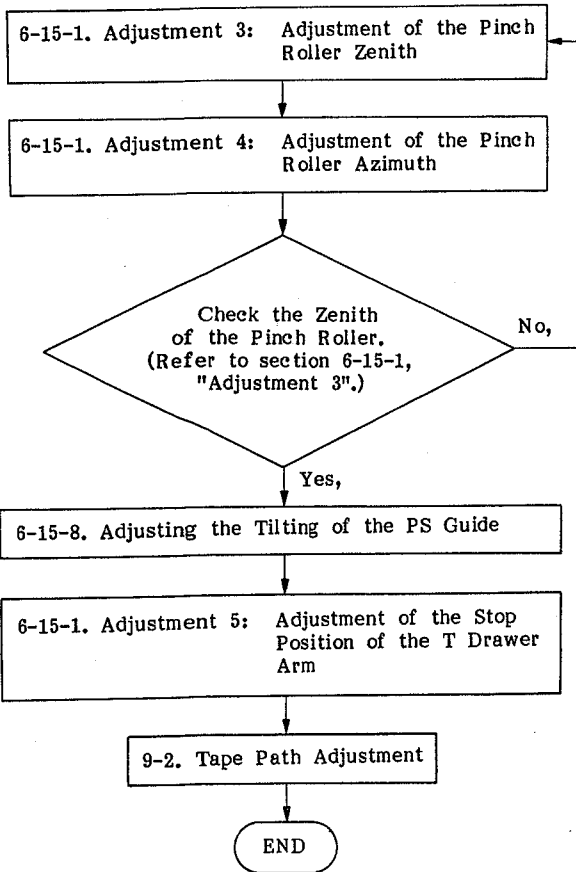 6-15-1. Adjustment 3: Adjustment of the Pinch
Roller Zenith
6-15-1. Adjustment 4: Adjustment of the Pinch
Roller Azimuth
Check the Zenith
of the Pinch Roller.
(Refer to section 6-15-1,
"Adjustment 3".)
No,
Yes,
6-15-8. Adjusting the Tilting of the PS Guide
6-15-1. Adjustment 5: Adjustment of the Stop
Position of the T Drawer
Arm
9-2. Tape Path Adjustment
END